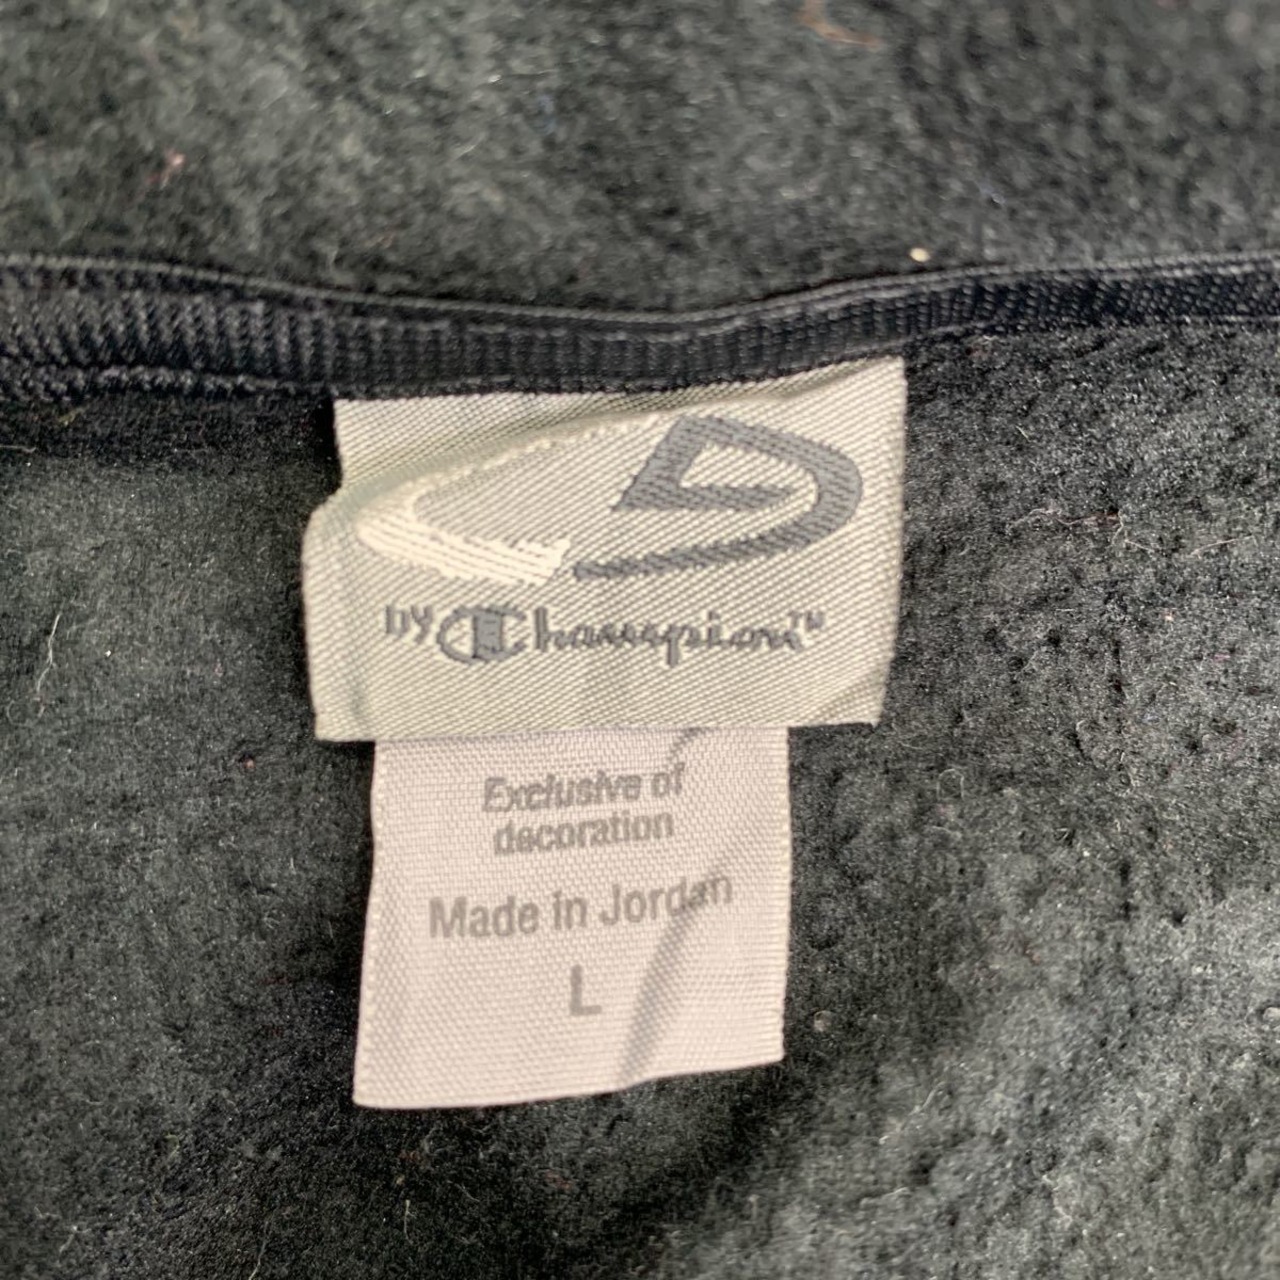 by Champion™
Exclusive of
decoration
Made in Jordan
L